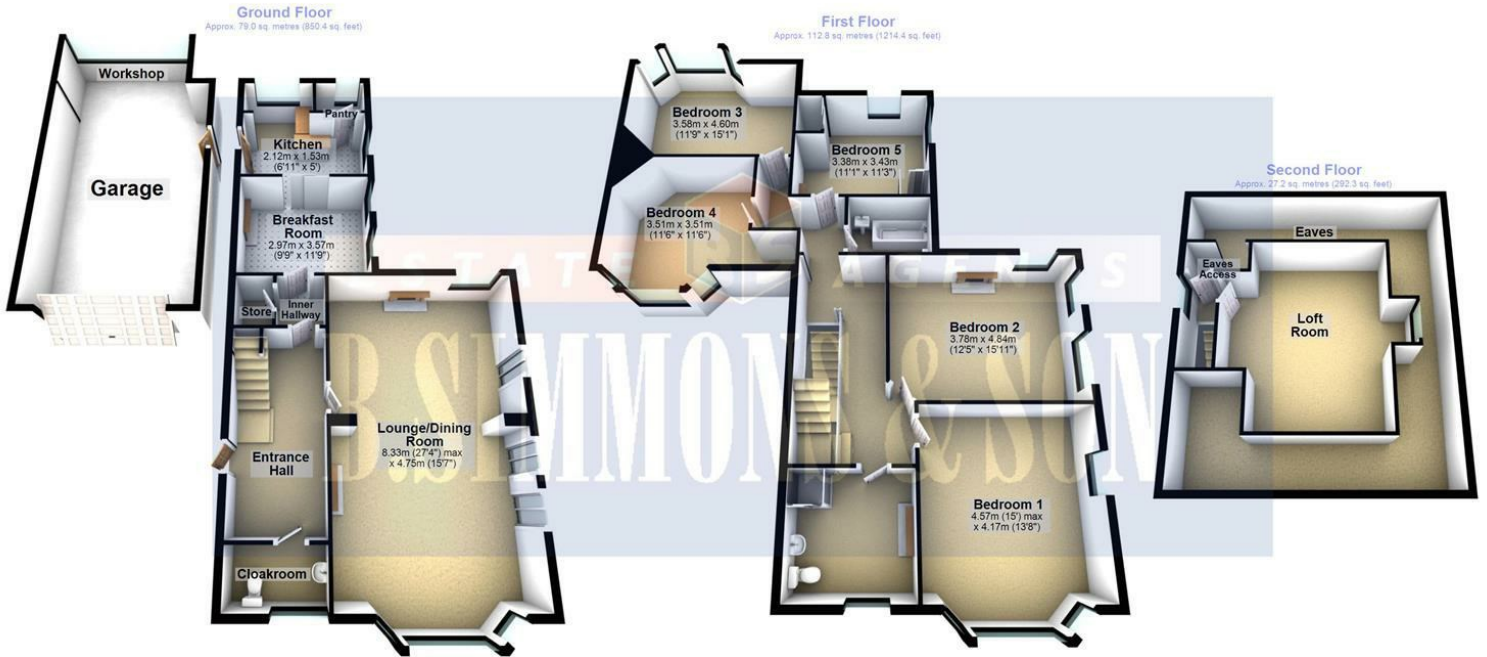 Ground Floor
Approx. 79.0 sq. metres (850.4 sq. feet)
Workshop
Garage
Pantry
Kitchen
2.12m x 1.53m
(6'11" x 5')
Breakfast
Room
2.97m x 3.57m
(9'9" x 11'9")
Store
Inner
Hallway
Lounge/Dining
Room
8.33m (27'4") max
x 4.75m (15'7")
Entrance
Hall
Cloakroom
First Floor
Approx. 112.8 sq. metres (1214.4 sq. feet)
Bedroom 3
3.58m x 4.60m
(11'9" x 15'1")
Bedroom 5
3.38m x 3.43m
(11'1" x 11'3")
Bedroom 4
3.51m x 3.51m
(11'6" x 11'6")
Bedroom 2
3.78m x 4.84m
(12'5" x 15'11")
Bedroom 1
4.57m (15') max
x 4.17m (13'8")
Second Floor
Approx. 27.2 sq. metres (292.3 sq. feet)
Eaves
Eaves
Access
Loft
Room
ESTATE AGENTS
B.SIMMONS & SON